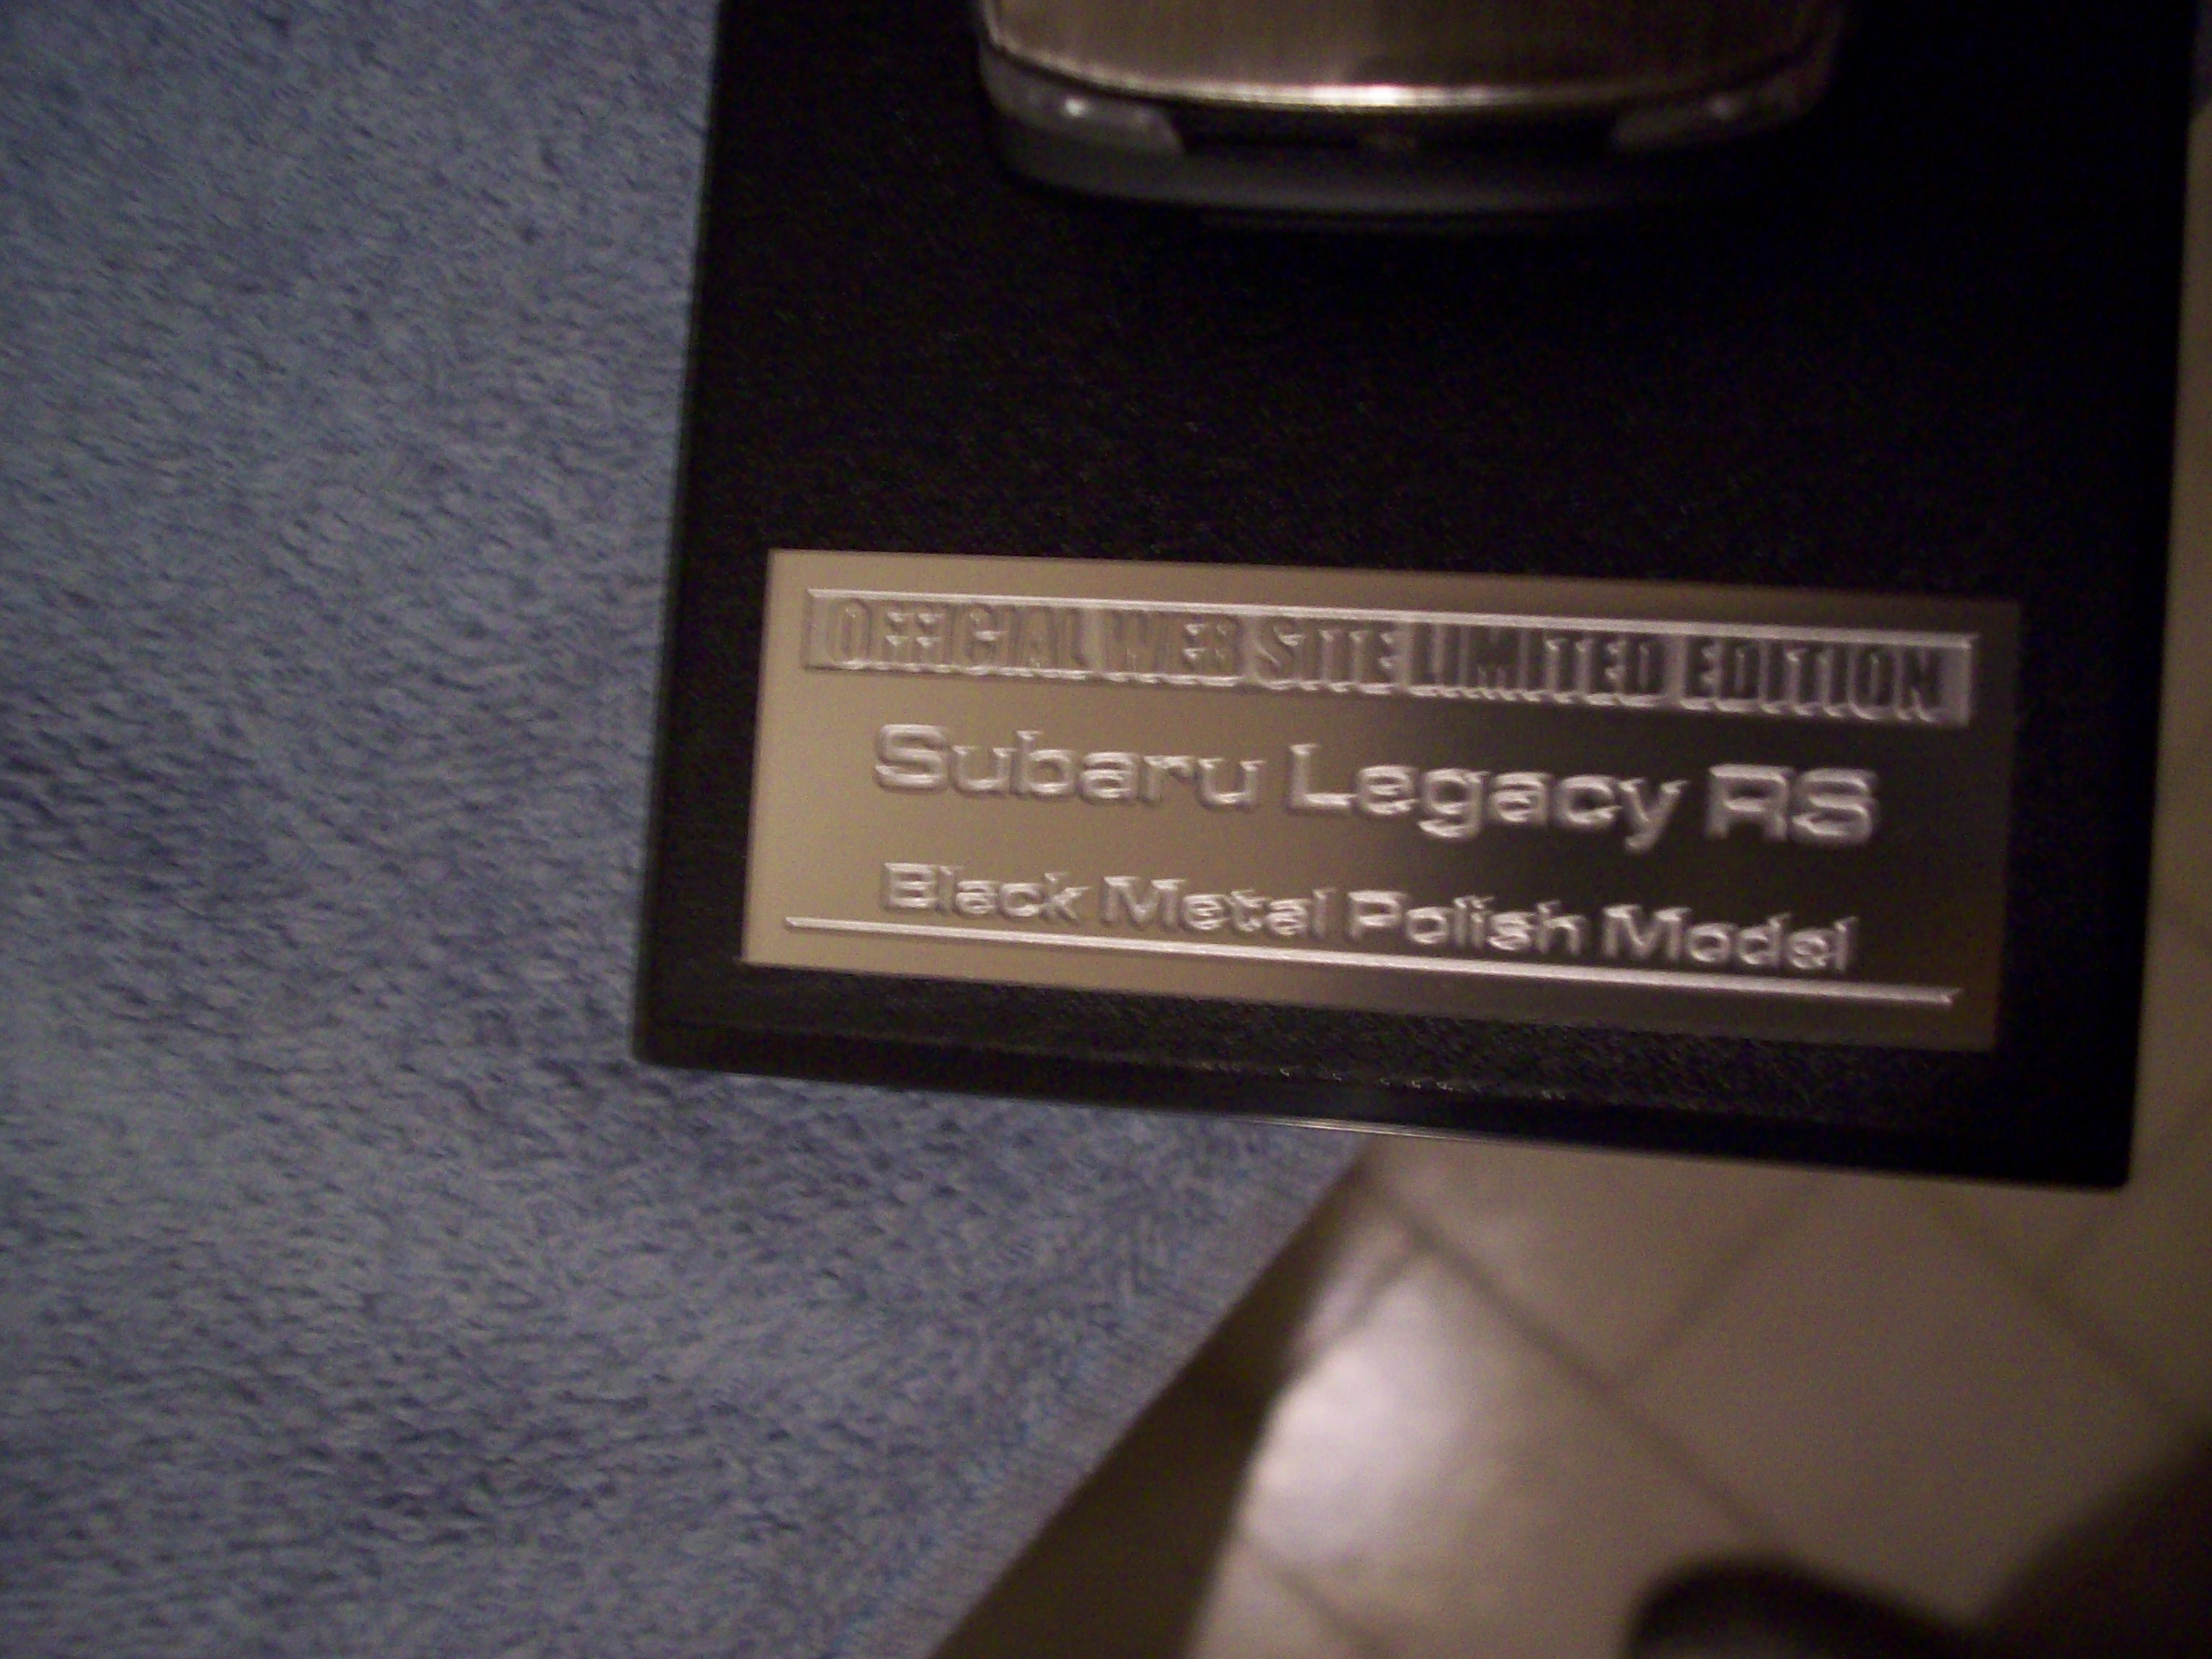 OFFICIAL WEB SITE LIMITED EDITION
Subaru Legacy RS
Black Metal Polish Model